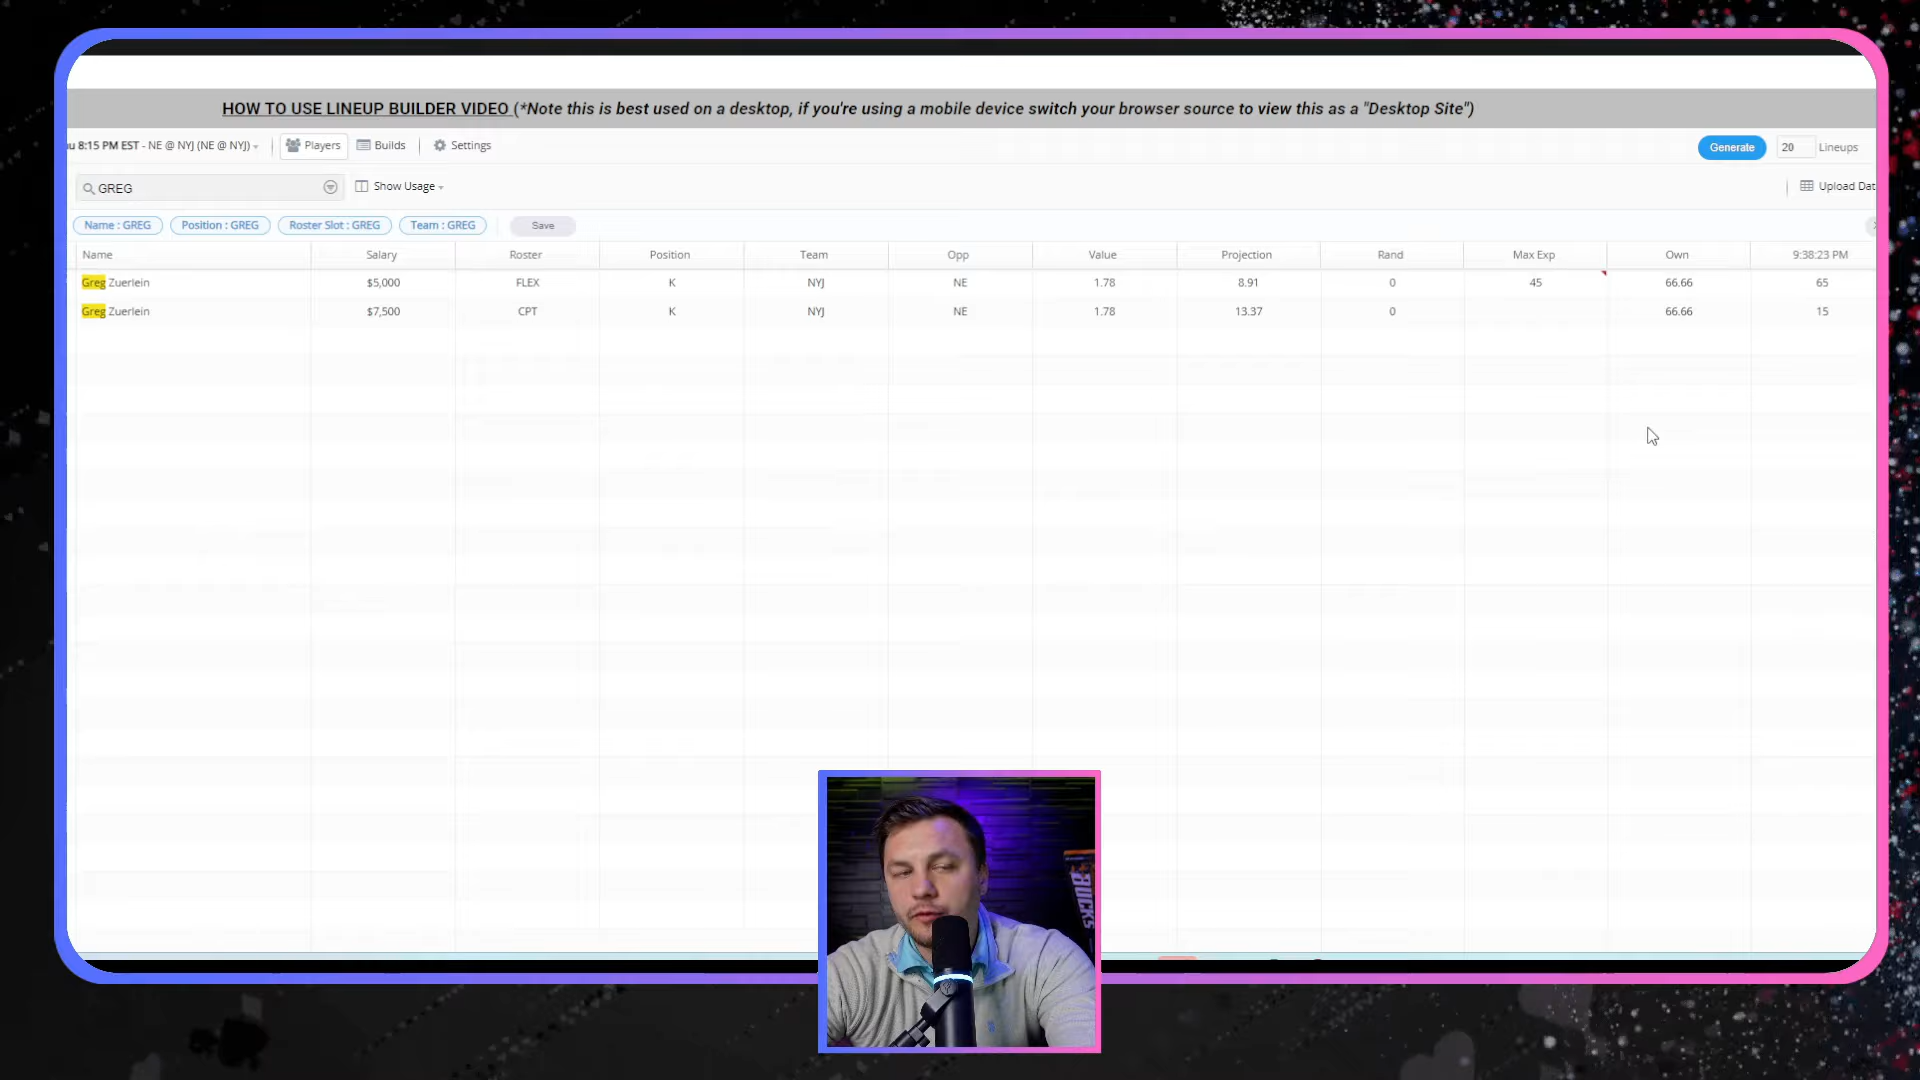 HOW TO USE LINEUP BUILDER VIDEO (*Note this is best used on a desktop, if you're using a mobile device switch your browser source to view this as a "Desktop Site")
8:15 PM EST - NE @ NYJ (NE @ NYJ) Players Builds Settings Generate 20 Lineups
GREG Show Usage Upload
Name : GREG Position : GREG Roster Slot : GREG Team : GREG Save
Name Salary Roster Position Team Opp Value Projection Rand Max Exp Own 9:38:23 PM
Greg Zuerlein $5,000 FLEX K NYJ NE 1.78 8.91 0 45 66.66 65
Greg Zuerlein $7,500 CPT K NYJ NE 1.78 13.37 0 66.66 15
BUCKS